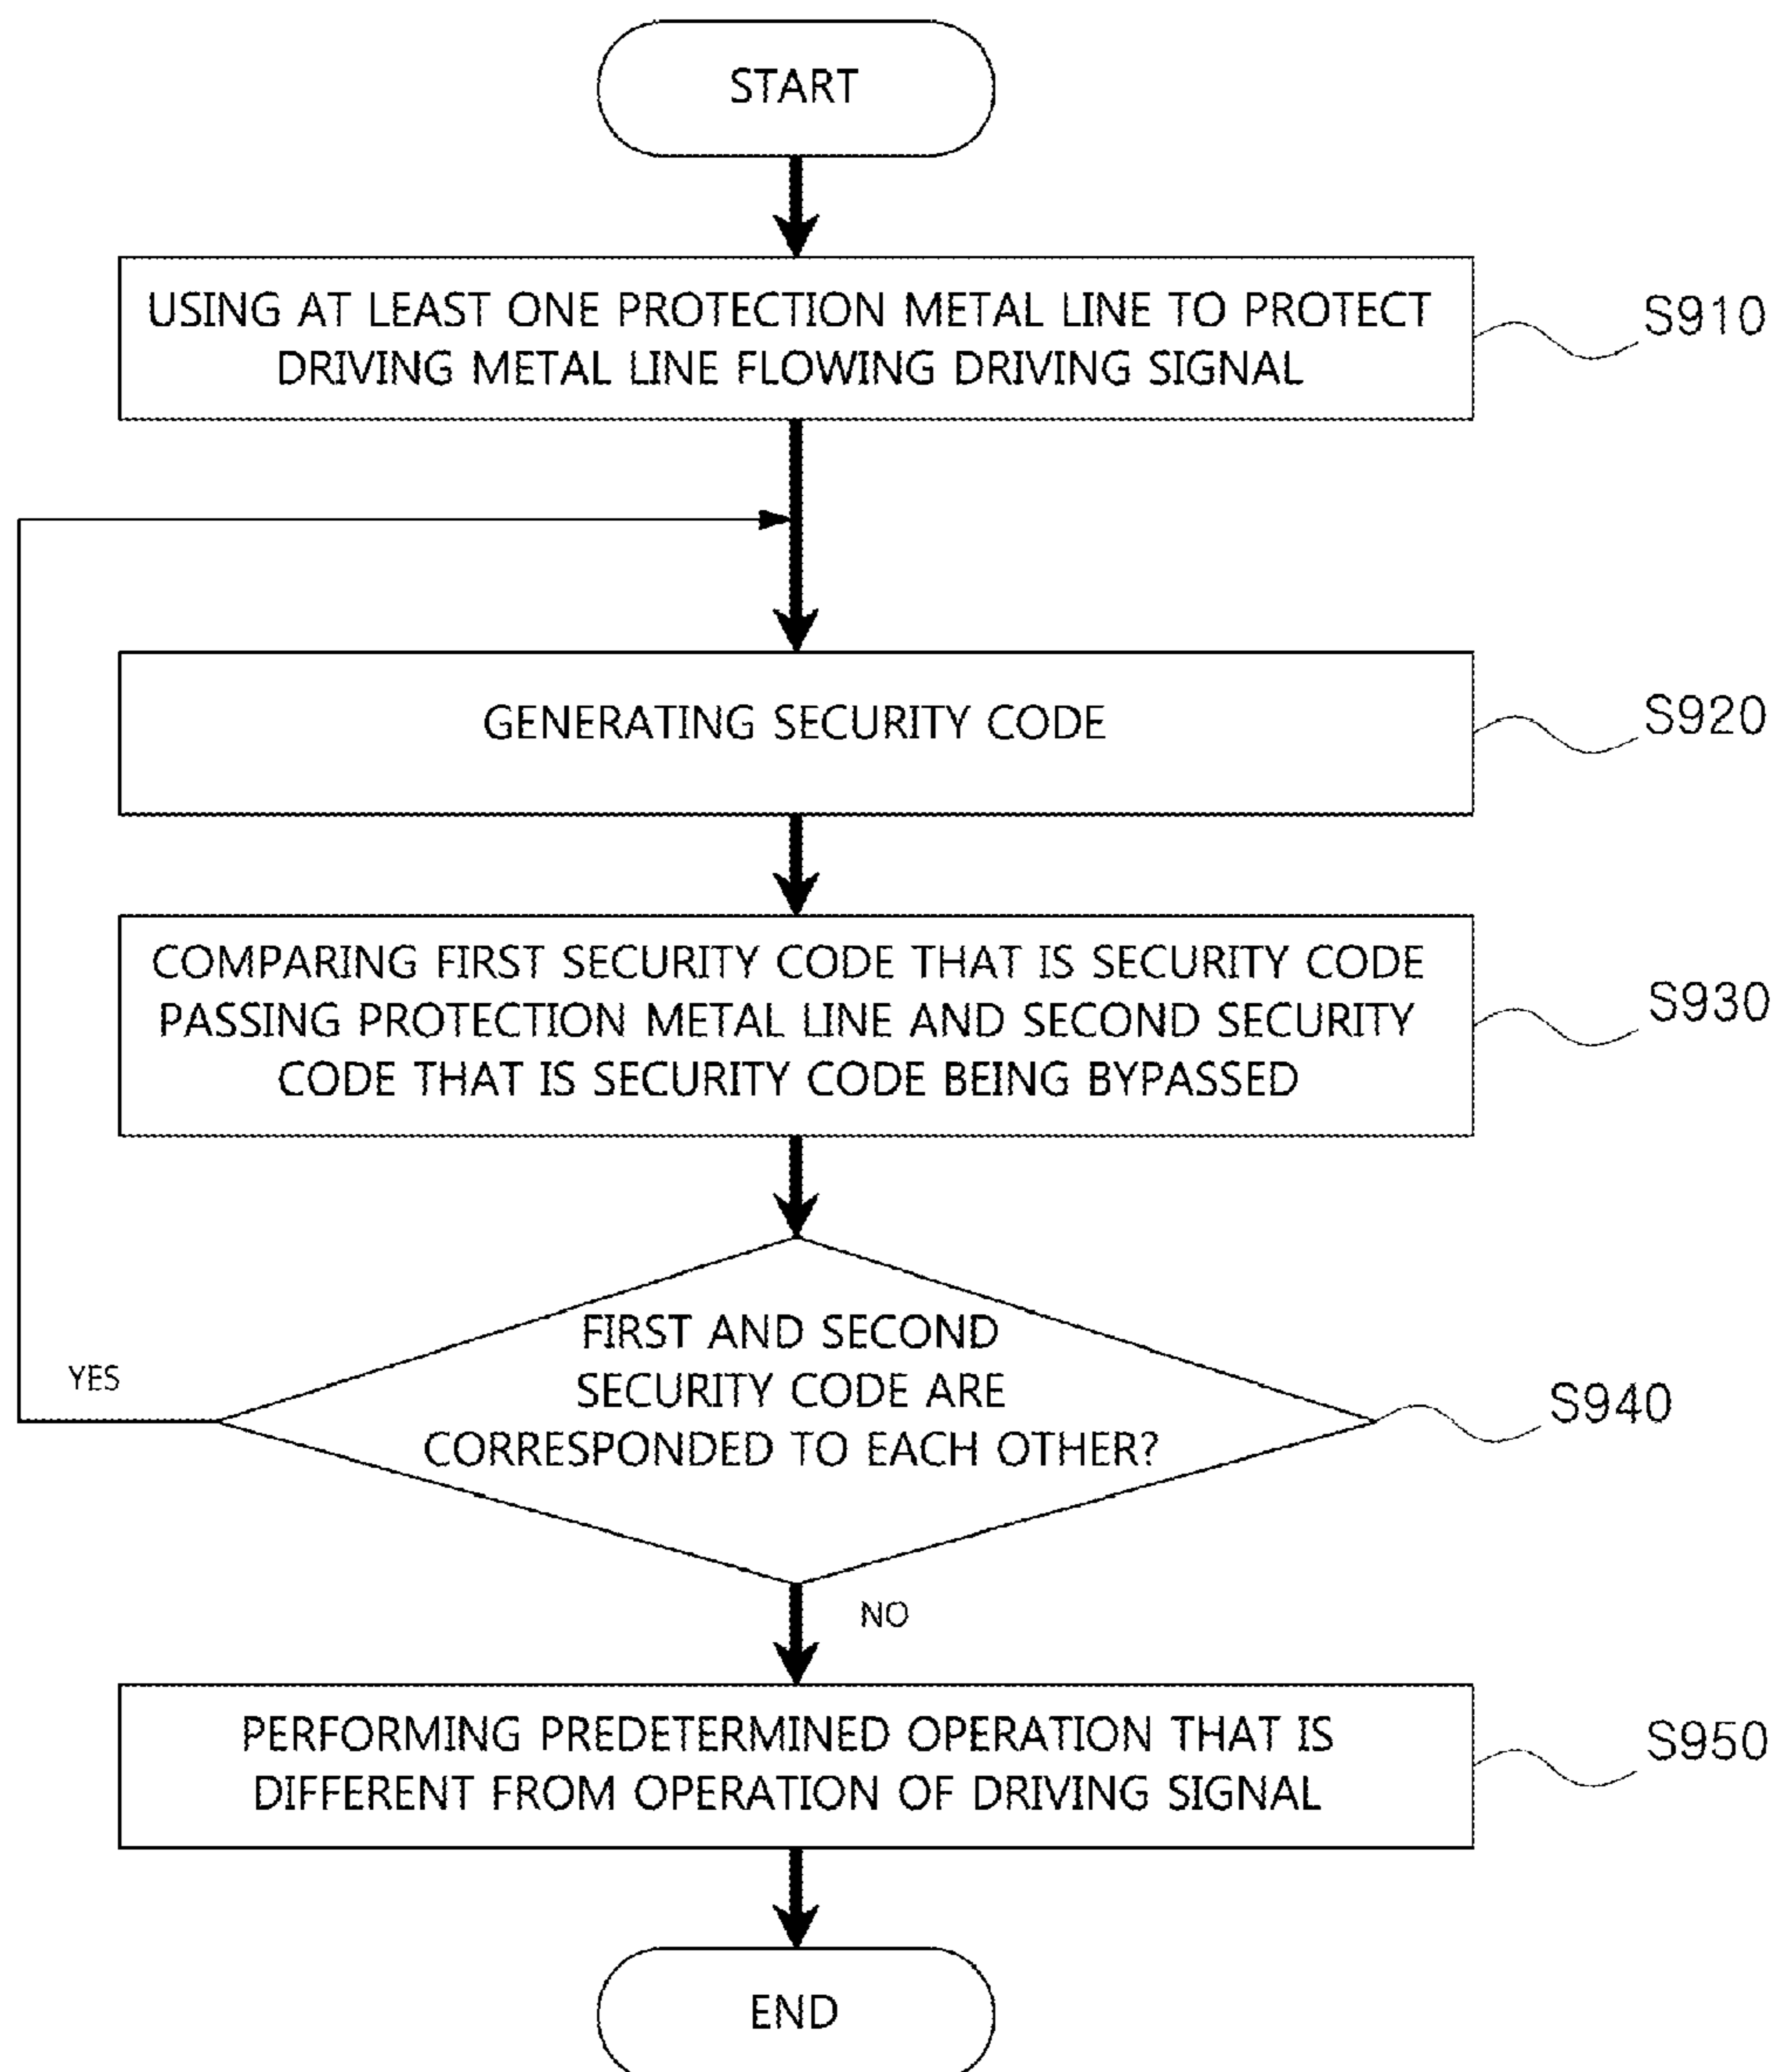 START
USING AT LEAST ONE PROTECTION METAL LINE TO PROTECT
DRIVING METAL LINE FLOWING DRIVING SIGNAL
S910
GENERATING SECURITY CODE
S920
COMPARING FIRST SECURITY CODE THAT IS SECURITY CODE
PASSING PROTECTION METAL LINE AND SECOND SECURITY
CODE THAT IS SECURITY CODE BEING BYPASSED
S930
FIRST AND SECOND
SECURITY CODE ARE
CORRESPONDED TO EACH OTHER?
S940
YES
NO
PERFORMING PREDETERMINED OPERATION THAT IS
DIFFERENT FROM OPERATION OF DRIVING SIGNAL
S950
END